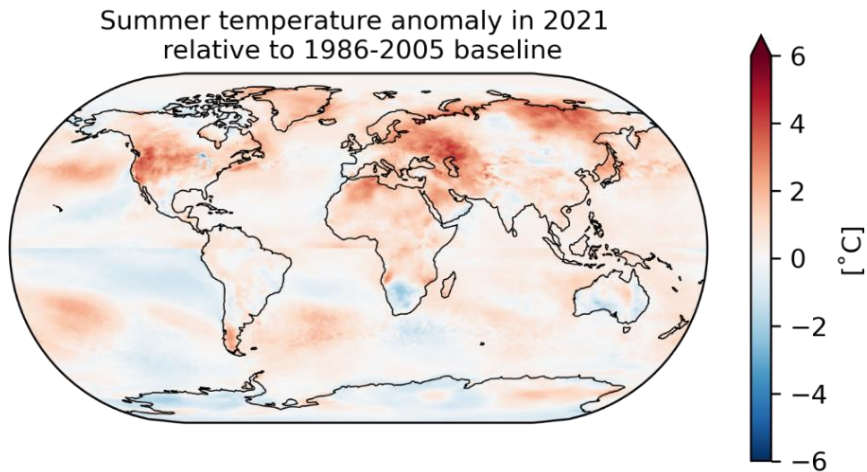 Summer temperature anomaly in 2021
relative to 1986-2005 baseline
6
4
2
0
−2
−4
−6
[˚C]